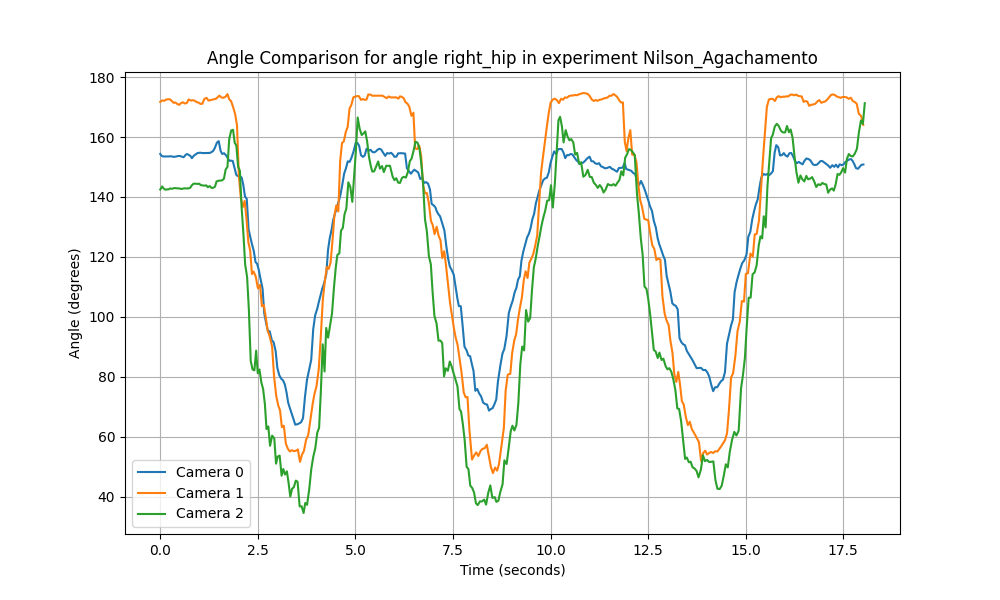 Angle Comparison for angle right_hip in experiment Nilson_Agachamento
180
160
140
120
100
80
60
40
Angle (degrees)
Camera 0
Camera 1
Camera 2
0.0 2.5 5.0 7.5 10.0 12.5 15.0 17.5
Time (seconds)